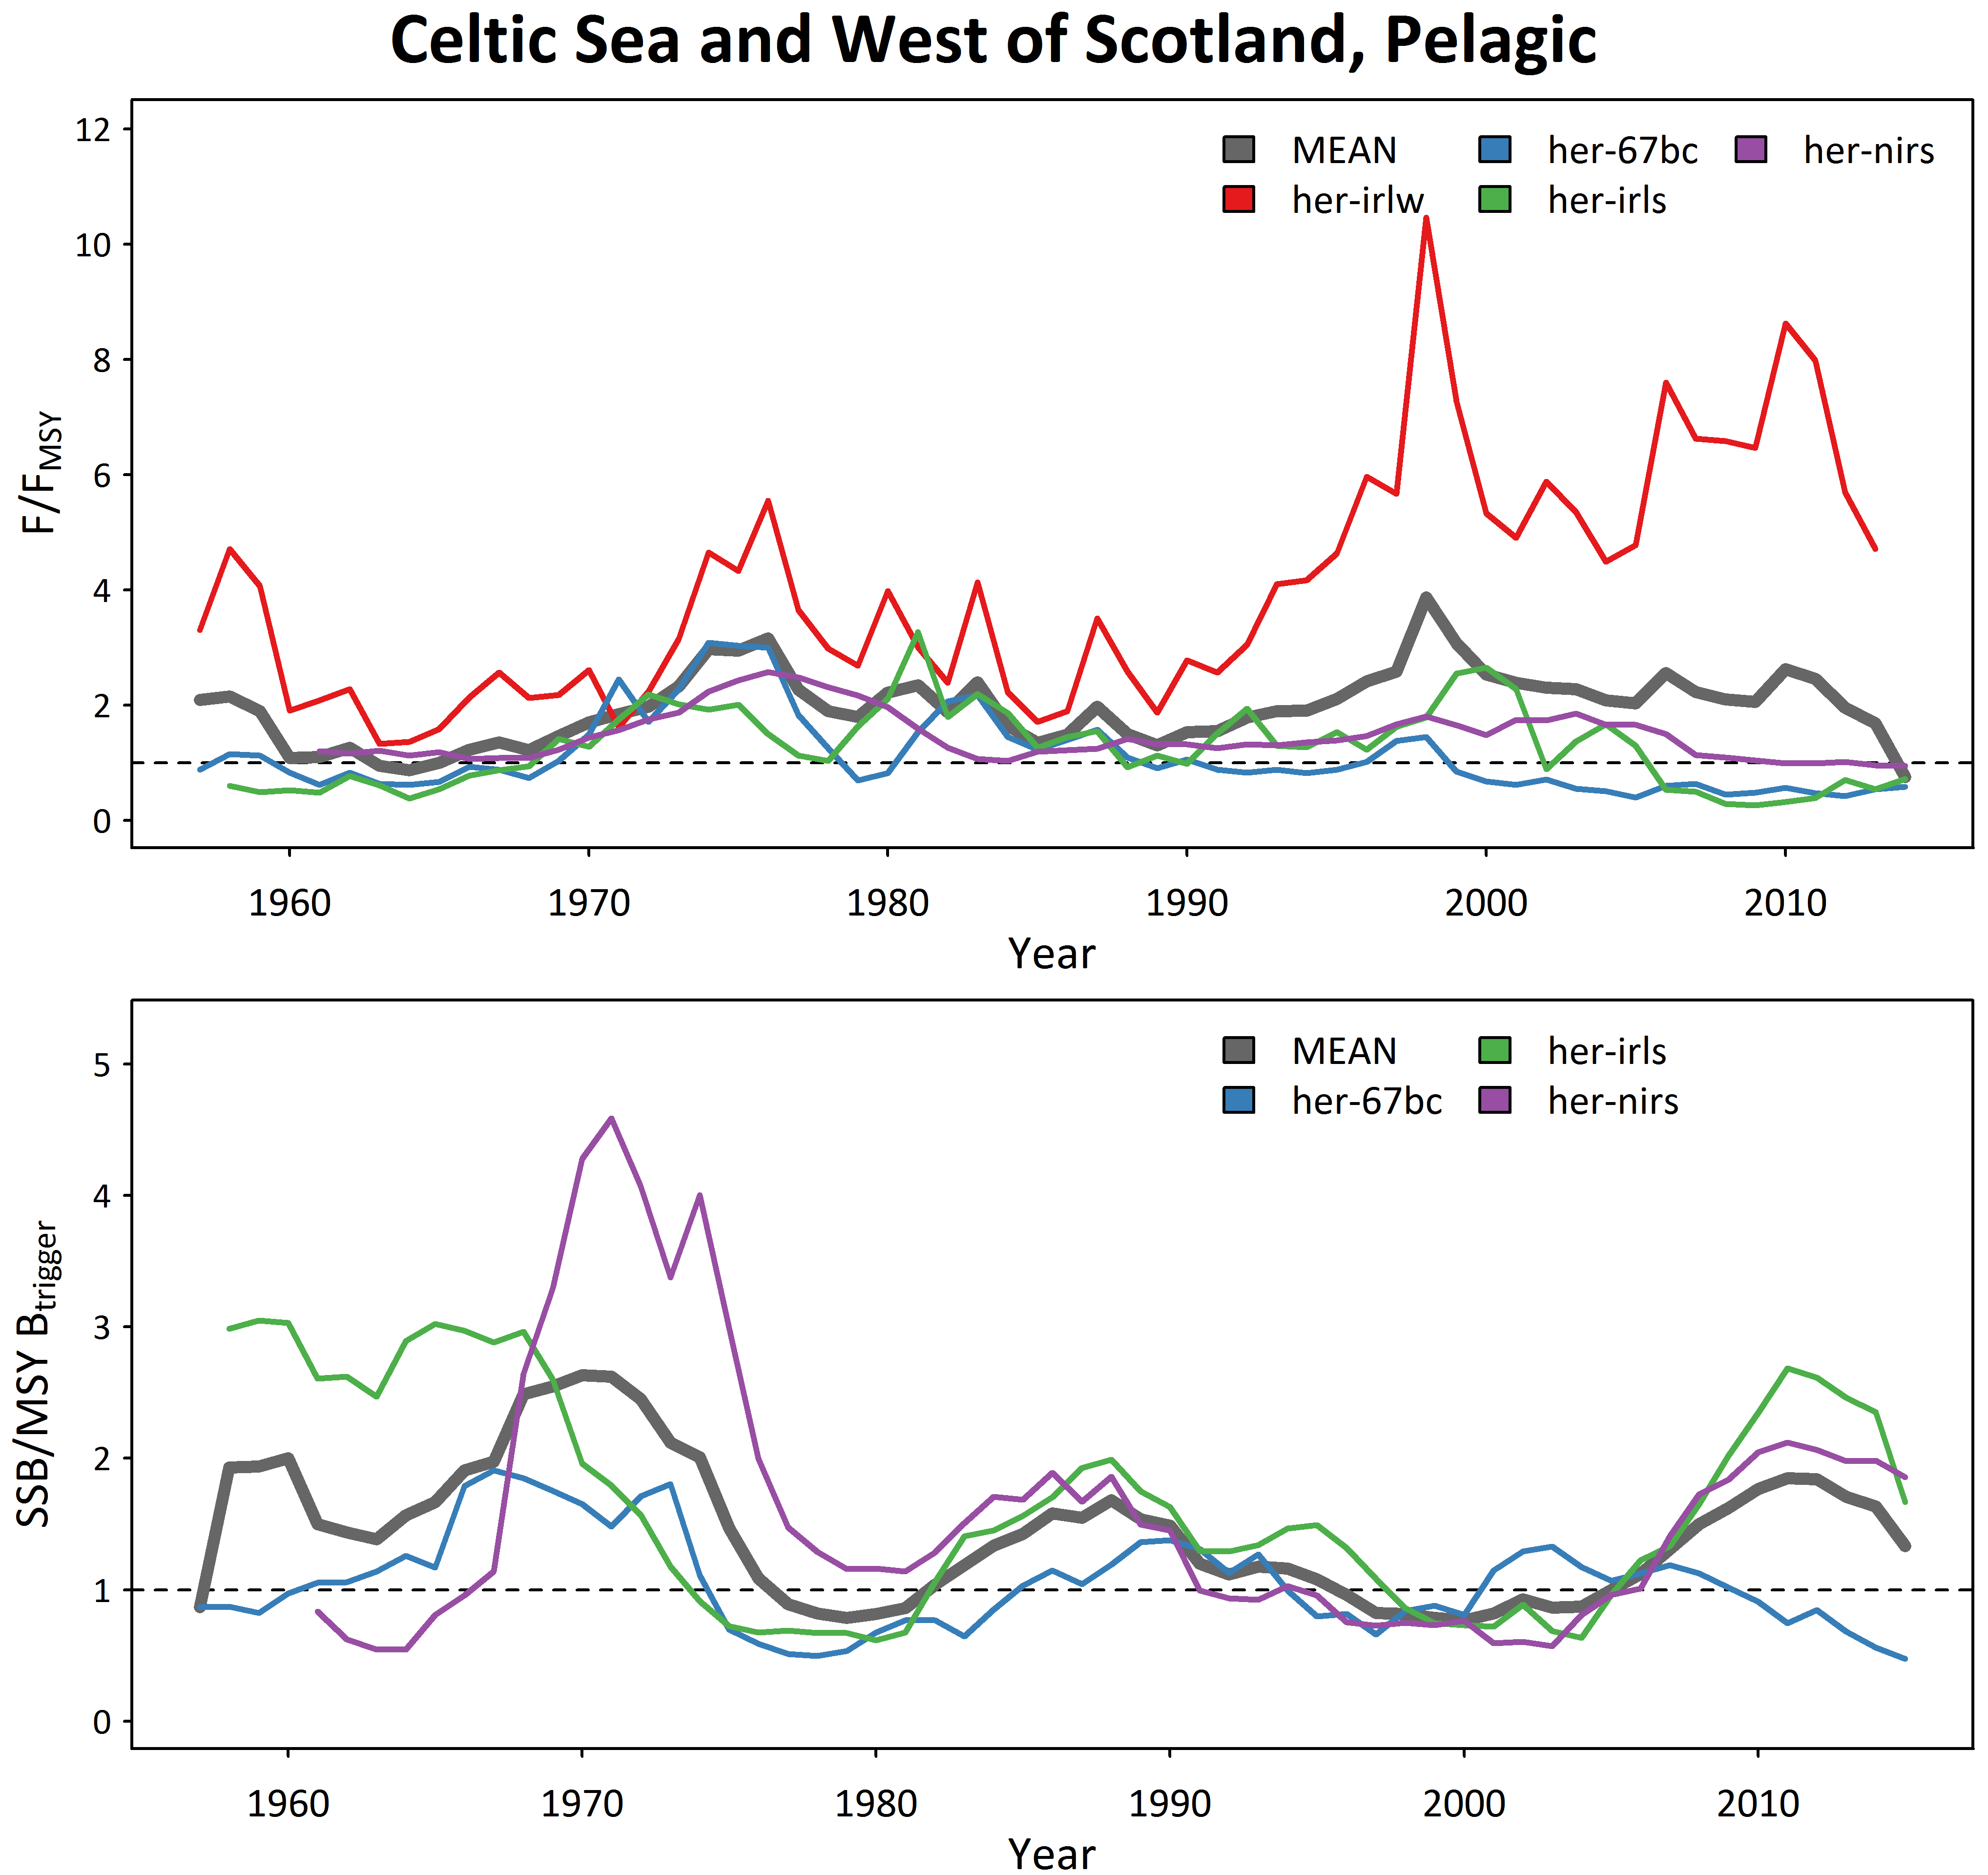 Celtic Sea and West of Scotland, Pelagic
12
10
8
6
4
2
0
F/FMSY
MEAN her-67bc her-nirs
her-irlw her-irls
1960 1970 1980 1990 2000 2010
Year
5
4
3
2
1
0
SSB/MSY Btrigger
MEAN her-irls
her-67bc her-nirs
1960 1970 1980 1990 2000 2010
Year